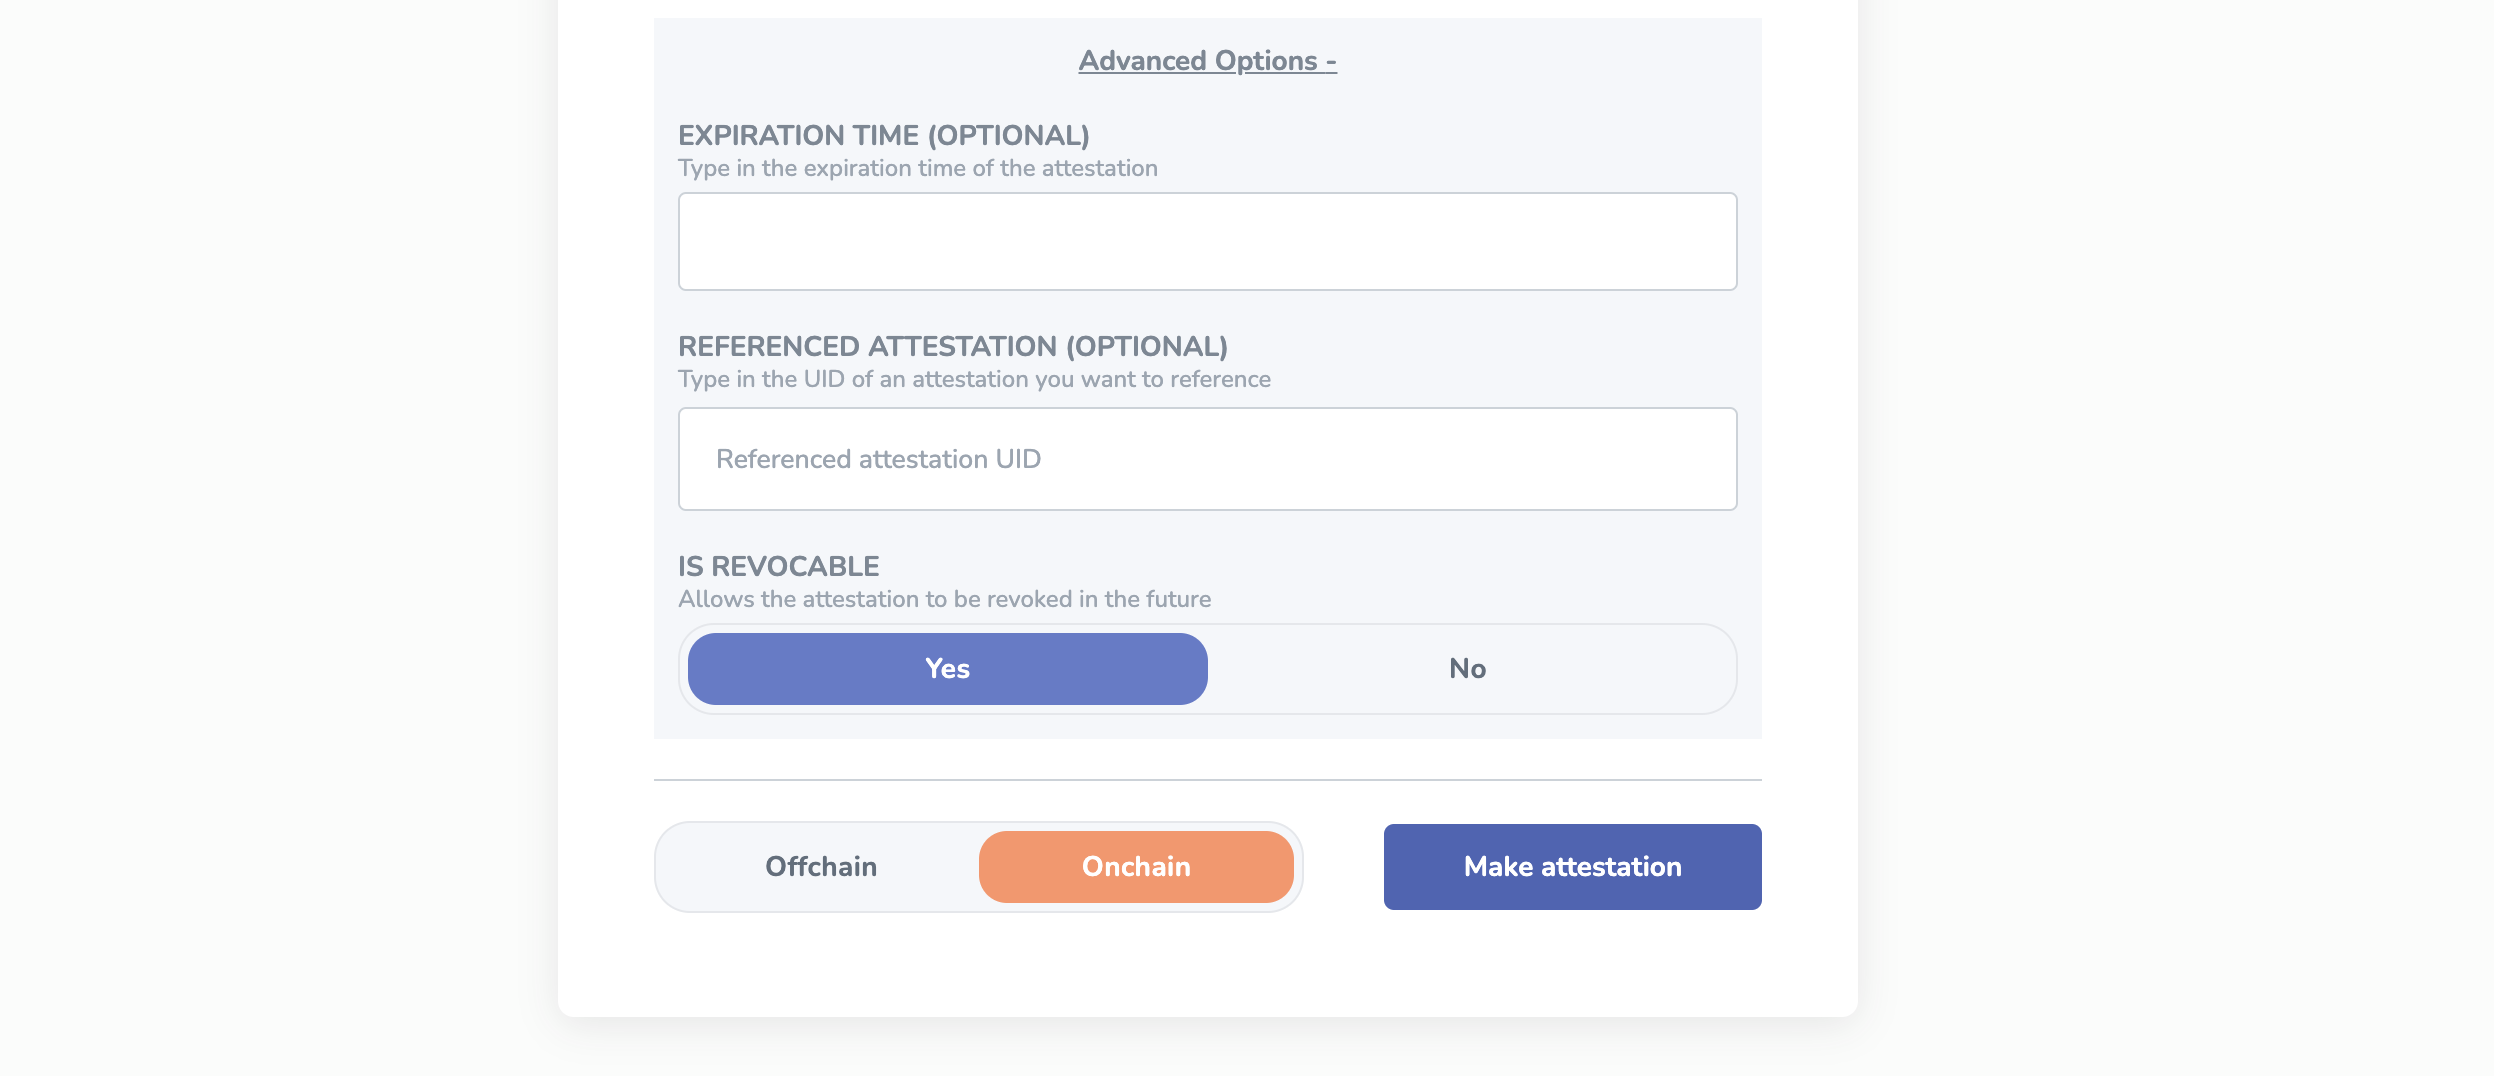 Advanced Options -
EXPIRATION TIME (OPTIONAL)
Type in the expiration time of the attestation
REFERENCED ATTESTATION (OPTIONAL)
Type in the UID of an attestation you want to reference
Referenced attestation UID
IS REVOCABLE
Allows the attestation to be revoked in the future
Yes No
Offchain Onchain Make attestation